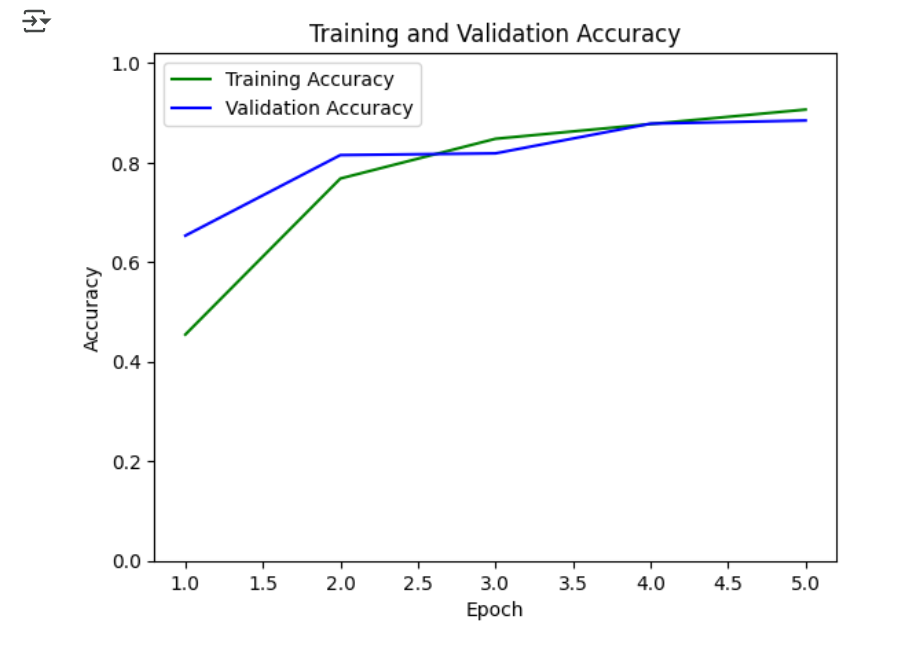 Training and Validation Accuracy
1.0
Training Accuracy
Validation Accuracy
0.8
0.6
Accuracy
0.4
0.2
0.0
1.0 1.5 2.0 2.5 3.0 3.5 4.0 4.5 5.0
Epoch